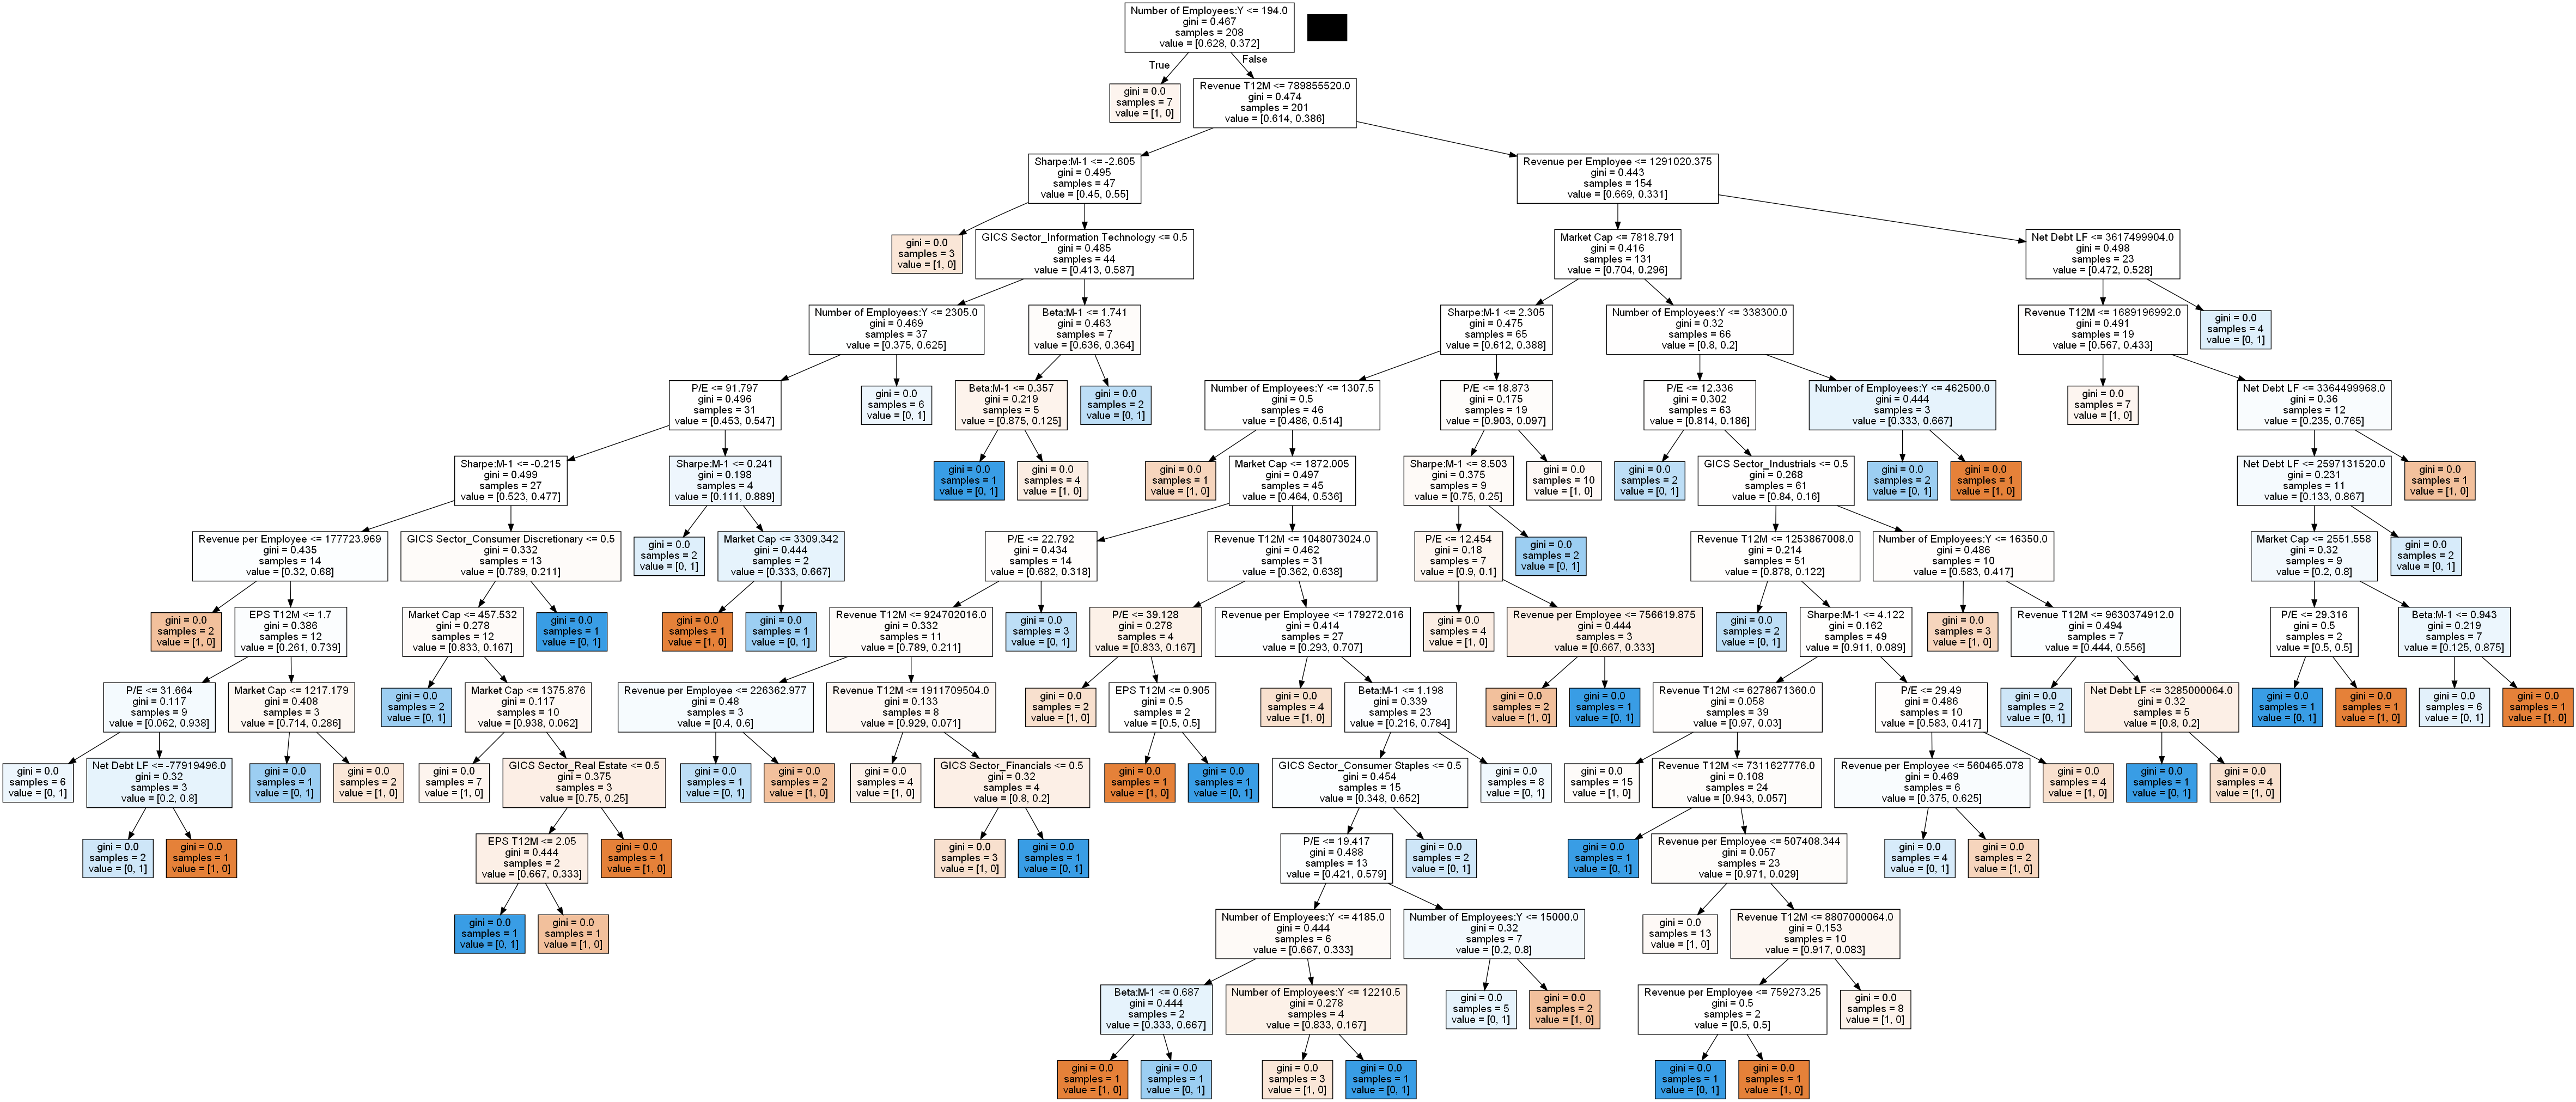 Number of Employees:Y <= 194.0
gini = 0.467
samples = 208
value = [0.628, 0.372]
True
False
gini = 0.0
samples = 7
value = [1, 0]
Revenue T12M <= 789855520.0
gini = 0.474
samples = 201
value = [0.614, 0.386]
Sharpe:M-1 <= -2.605
gini = 0.495
samples = 47
value = [0.45, 0.55]
Revenue per Employee <= 1291020.375
gini = 0.443
samples = 154
value = [0.669, 0.331]
gini = 0.0
samples = 3
value = [1, 0]
GICS Sector_Information Technology <= 0.5
gini = 0.485
samples = 44
value = [0.413, 0.587]
Market Cap <= 7818.791
gini = 0.416
samples = 131
value = [0.704, 0.296]
Net Debt LF <= 3617499904.0
gini = 0.498
samples = 23
value = [0.472, 0.528]
Number of Employees:Y <= 2305.0
gini = 0.469
samples = 37
value = [0.375, 0.625]
Beta:M-1 <= 1.741
gini = 0.463
samples = 7
value = [0.636, 0.364]
Sharpe:M-1 <= 2.305
gini = 0.475
samples = 65
value = [0.612, 0.388]
Number of Employees:Y <= 338300.0
gini = 0.32
samples = 66
value = [0.8, 0.2]
Revenue T12M <= 1689196992.0
gini = 0.491
samples = 19
value = [0.567, 0.433]
gini = 0.0
samples = 4
value = [0, 1]
P/E <= 91.797
gini = 0.496
samples = 31
value = [0.453, 0.547]
gini = 0.0
samples = 6
value = [0, 1]
Beta:M-1 <= 0.357
gini = 0.219
samples = 5
value = [0.875, 0.125]
gini = 0.0
samples = 2
value = [0, 1]
Number of Employees:Y <= 1307.5
gini = 0.5
samples = 46
value = [0.486, 0.514]
P/E <= 18.873
gini = 0.175
samples = 19
value = [0.903, 0.097]
P/E <= 12.336
gini = 0.302
samples = 63
value = [0.814, 0.186]
Number of Employees:Y <= 462500.0
gini = 0.444
samples = 3
value = [0.333, 0.667]
gini = 0.0
samples = 7
value = [1, 0]
Net Debt LF <= 3364499968.0
gini = 0.36
samples = 12
value = [0.235, 0.765]
Sharpe:M-1 <= -0.215
gini = 0.499
samples = 27
value = [0.523, 0.477]
Sharpe:M-1 <= 0.241
gini = 0.198
samples = 4
value = [0.111, 0.889]
gini = 0.0
samples = 1
value = [0, 1]
gini = 0.0
samples = 4
value = [1, 0]
gini = 0.0
samples = 1
value = [1, 0]
Market Cap <= 1872.005
gini = 0.497
samples = 45
value = [0.464, 0.536]
Sharpe:M-1 <= 8.503
gini = 0.375
samples = 9
value = [0.75, 0.25]
gini = 0.0
samples = 10
value = [1, 0]
gini = 0.0
samples = 2
value = [0, 1]
GICS Sector_Industrials <= 0.5
gini = 0.268
samples = 61
value = [0.84, 0.16]
gini = 0.0
samples = 2
value = [0, 1]
gini = 0.0
samples = 1
value = [1, 0]
Net Debt LF <= 2597131520.0
gini = 0.231
samples = 11
value = [0.133, 0.867]
gini = 0.0
samples = 1
value = [1, 0]
Revenue per Employee <= 177723.969
gini = 0.435
samples = 14
value = [0.32, 0.68]
GICS Sector_Consumer Discretionary <= 0.5
gini = 0.332
samples = 13
value = [0.789, 0.211]
gini = 0.0
samples = 2
value = [0, 1]
Market Cap <= 3309.342
gini = 0.444
samples = 2
value = [0.333, 0.667]
P/E <= 22.792
gini = 0.434
samples = 14
value = [0.682, 0.318]
Revenue T12M <= 1048073024.0
gini = 0.462
samples = 31
value = [0.362, 0.638]
P/E <= 12.454
gini = 0.18
samples = 7
value = [0.9, 0.1]
gini = 0.0
samples = 2
value = [0, 1]
Revenue T12M <= 1253867008.0
gini = 0.214
samples = 51
value = [0.878, 0.122]
Number of Employees:Y <= 16350.0
gini = 0.486
samples = 10
value = [0.583, 0.417]
Market Cap <= 2551.558
gini = 0.32
samples = 9
value = [0.2, 0.8]
gini = 0.0
samples = 2
value = [0, 1]
gini = 0.0
samples = 2
value = [1, 0]
EPS T12M <= 1.7
gini = 0.386
samples = 12
value = [0.261, 0.739]
Market Cap <= 457.532
gini = 0.278
samples = 12
value = [0.833, 0.167]
gini = 0.0
samples = 1
value = [0, 1]
gini = 0.0
samples = 1
value = [1, 0]
gini = 0.0
samples = 1
value = [0, 1]
Revenue T12M <= 924702016.0
gini = 0.332
samples = 11
value = [0.789, 0.211]
gini = 0.0
samples = 3
value = [0, 1]
P/E <= 39.128
gini = 0.278
samples = 4
value = [0.833, 0.167]
Revenue per Employee <= 179272.016
gini = 0.414
samples = 27
value = [0.293, 0.707]
gini = 0.0
samples = 4
value = [1, 0]
Revenue per Employee <= 756619.875
gini = 0.444
samples = 3
value = [0.667, 0.333]
gini = 0.0
samples = 2
value = [0, 1]
Sharpe:M-1 <= 4.122
gini = 0.162
samples = 49
value = [0.911, 0.089]
gini = 0.0
samples = 3
value = [1, 0]
Revenue T12M <= 9630374912.0
gini = 0.494
samples = 7
value = [0.444, 0.556]
P/E <= 29.316
gini = 0.5
samples = 2
value = [0.5, 0.5]
Beta:M-1 <= 0.943
gini = 0.219
samples = 7
value = [0.125, 0.875]
P/E <= 31.664
gini = 0.117
samples = 9
value = [0.062, 0.938]
Market Cap <= 1217.179
gini = 0.408
samples = 3
value = [0.714, 0.286]
gini = 0.0
samples = 2
value = [0, 1]
Market Cap <= 1375.876
gini = 0.117
samples = 10
value = [0.938, 0.062]
Revenue per Employee <= 226362.977
gini = 0.48
samples = 3
value = [0.4, 0.6]
Revenue T12M <= 1911709504.0
gini = 0.133
samples = 8
value = [0.929, 0.071]
gini = 0.0
samples = 2
value = [1, 0]
EPS T12M <= 0.905
gini = 0.5
samples = 2
value = [0.5, 0.5]
gini = 0.0
samples = 4
value = [1, 0]
Beta:M-1 <= 1.198
gini = 0.339
samples = 23
value = [0.216, 0.784]
gini = 0.0
samples = 2
value = [1, 0]
gini = 0.0
samples = 1
value = [0, 1]
Revenue T12M <= 6278671360.0
gini = 0.058
samples = 39
value = [0.97, 0.03]
P/E <= 29.49
gini = 0.486
samples = 10
value = [0.583, 0.417]
gini = 0.0
samples = 2
value = [0, 1]
Net Debt LF <= 3285000064.0
gini = 0.32
samples = 5
value = [0.8, 0.2]
gini = 0.0
samples = 1
value = [0, 1]
gini = 0.0
samples = 1
value = [1, 0]
gini = 0.0
samples = 6
value = [0, 1]
gini = 0.0
samples = 1
value = [1, 0]
gini = 0.0
samples = 6
value = [0, 1]
Net Debt LF <= -77919496.0
gini = 0.32
samples = 3
value = [0.2, 0.8]
gini = 0.0
samples = 1
value = [0, 1]
gini = 0.0
samples = 2
value = [1, 0]
gini = 0.0
samples = 7
value = [1, 0]
GICS Sector_Real Estate <= 0.5
gini = 0.375
samples = 3
value = [0.75, 0.25]
gini = 0.0
samples = 1
value = [0, 1]
gini = 0.0
samples = 2
value = [1, 0]
gini = 0.0
samples = 4
value = [1, 0]
GICS Sector_Financials <= 0.5
gini = 0.32
samples = 4
value = [0.8, 0.2]
gini = 0.0
samples = 1
value = [1, 0]
gini = 0.0
samples = 1
value = [0, 1]
GICS Sector_Consumer Staples <= 0.5
gini = 0.454
samples = 15
value = [0.348, 0.652]
gini = 0.0
samples = 8
value = [0, 1]
gini = 0.0
samples = 15
value = [1, 0]
Revenue T12M <= 7311627776.0
gini = 0.108
samples = 24
value = [0.943, 0.057]
Revenue per Employee <= 560465.078
gini = 0.469
samples = 6
value = [0.375, 0.625]
gini = 0.0
samples = 4
value = [1, 0]
gini = 0.0
samples = 1
value = [0, 1]
gini = 0.0
samples = 4
value = [1, 0]
gini = 0.0
samples = 2
value = [0, 1]
gini = 0.0
samples = 1
value = [1, 0]
EPS T12M <= 2.05
gini = 0.444
samples = 2
value = [0.667, 0.333]
gini = 0.0
samples = 1
value = [1, 0]
gini = 0.0
samples = 3
value = [1, 0]
gini = 0.0
samples = 1
value = [0, 1]
P/E <= 19.417
gini = 0.488
samples = 13
value = [0.421, 0.579]
gini = 0.0
samples = 2
value = [0, 1]
gini = 0.0
samples = 1
value = [0, 1]
Revenue per Employee <= 507408.344
gini = 0.057
samples = 23
value = [0.971, 0.029]
gini = 0.0
samples = 4
value = [0, 1]
gini = 0.0
samples = 2
value = [1, 0]
gini = 0.0
samples = 1
value = [0, 1]
gini = 0.0
samples = 1
value = [1, 0]
Number of Employees:Y <= 4185.0
gini = 0.444
samples = 6
value = [0.667, 0.333]
Number of Employees:Y <= 15000.0
gini = 0.32
samples = 7
value = [0.2, 0.8]
gini = 0.0
samples = 13
value = [1, 0]
Revenue T12M <= 8807000064.0
gini = 0.153
samples = 10
value = [0.917, 0.083]
Beta:M-1 <= 0.687
gini = 0.444
samples = 2
value = [0.333, 0.667]
Number of Employees:Y <= 12210.5
gini = 0.278
samples = 4
value = [0.833, 0.167]
gini = 0.0
samples = 5
value = [0, 1]
gini = 0.0
samples = 2
value = [1, 0]
Revenue per Employee <= 759273.25
gini = 0.5
samples = 2
value = [0.5, 0.5]
gini = 0.0
samples = 8
value = [1, 0]
gini = 0.0
samples = 1
value = [1, 0]
gini = 0.0
samples = 1
value = [0, 1]
gini = 0.0
samples = 3
value = [1, 0]
gini = 0.0
samples = 1
value = [0, 1]
gini = 0.0
samples = 1
value = [0, 1]
gini = 0.0
samples = 1
value = [1, 0]